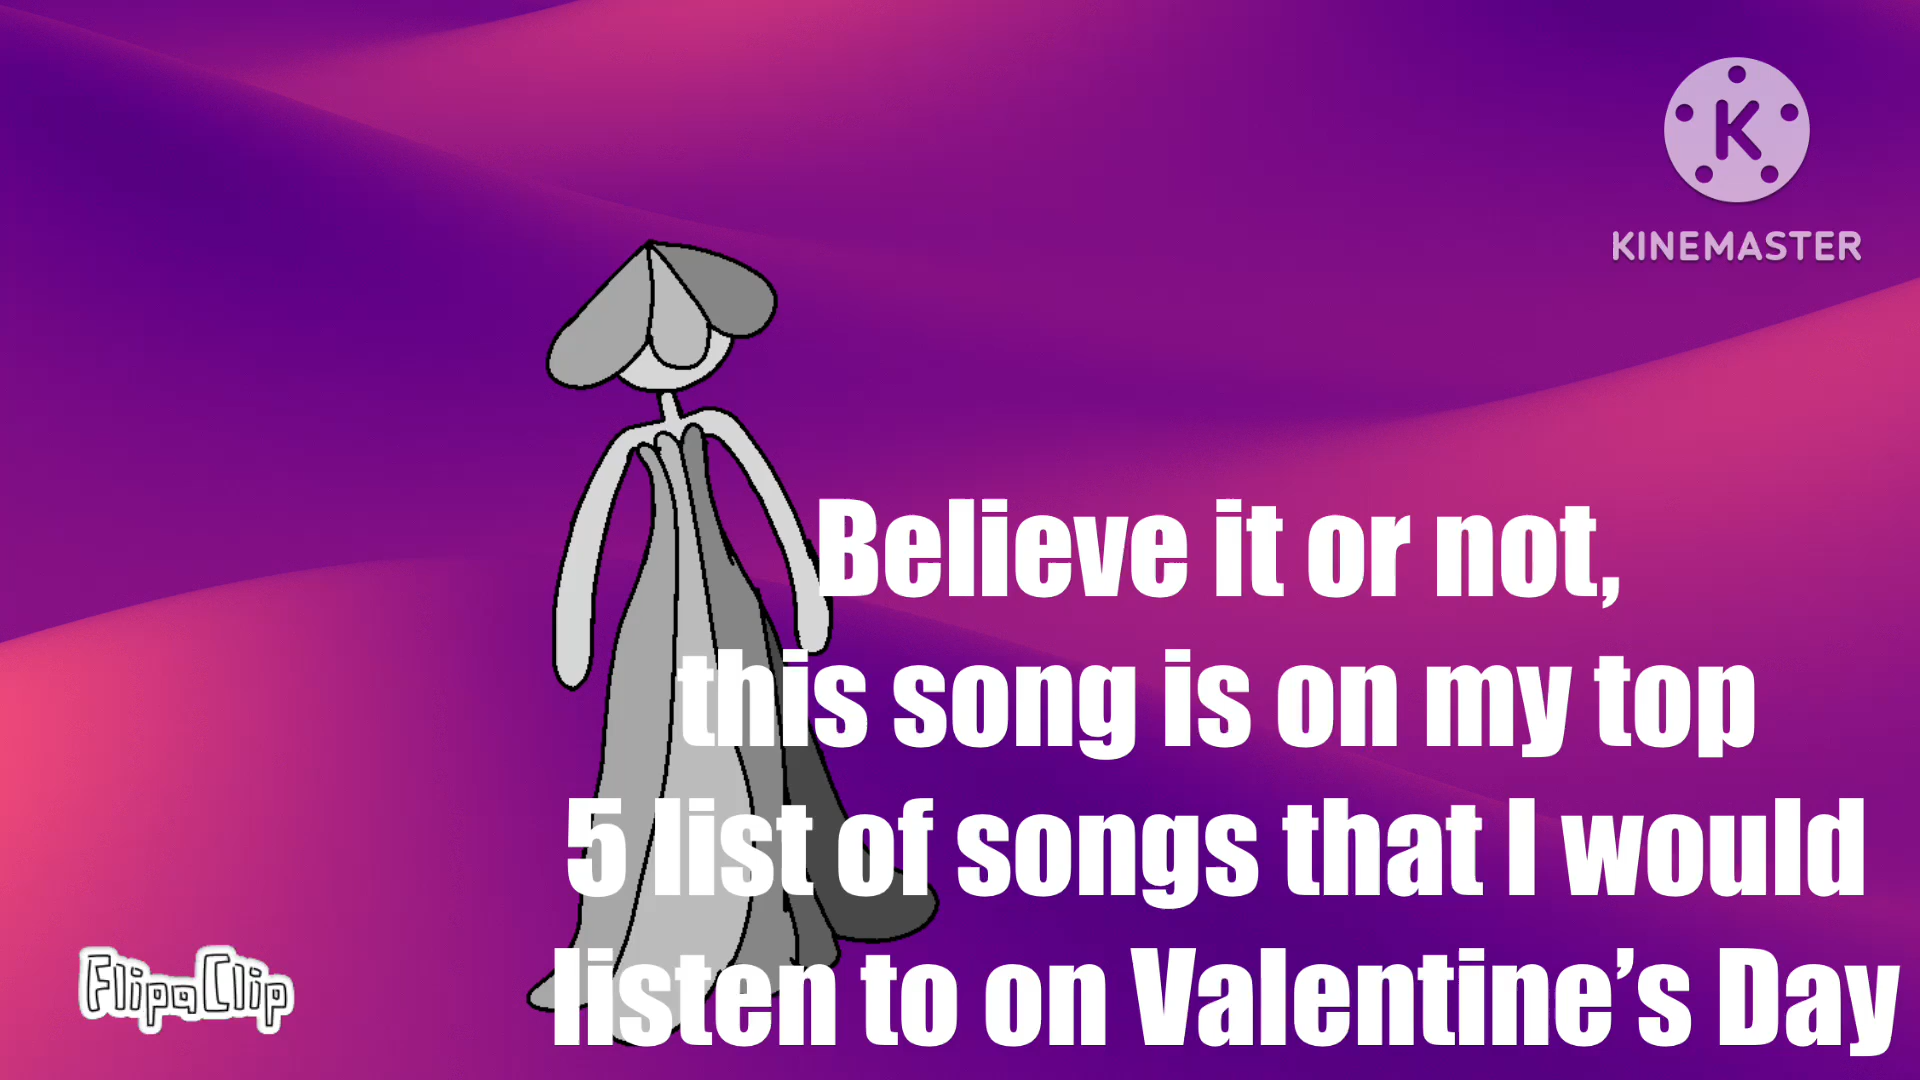 K
KINEMASTER
Believe it or not,
this song is on my top
5 list of songs that I would
listen to on Valentine’s Day
FlipaClip